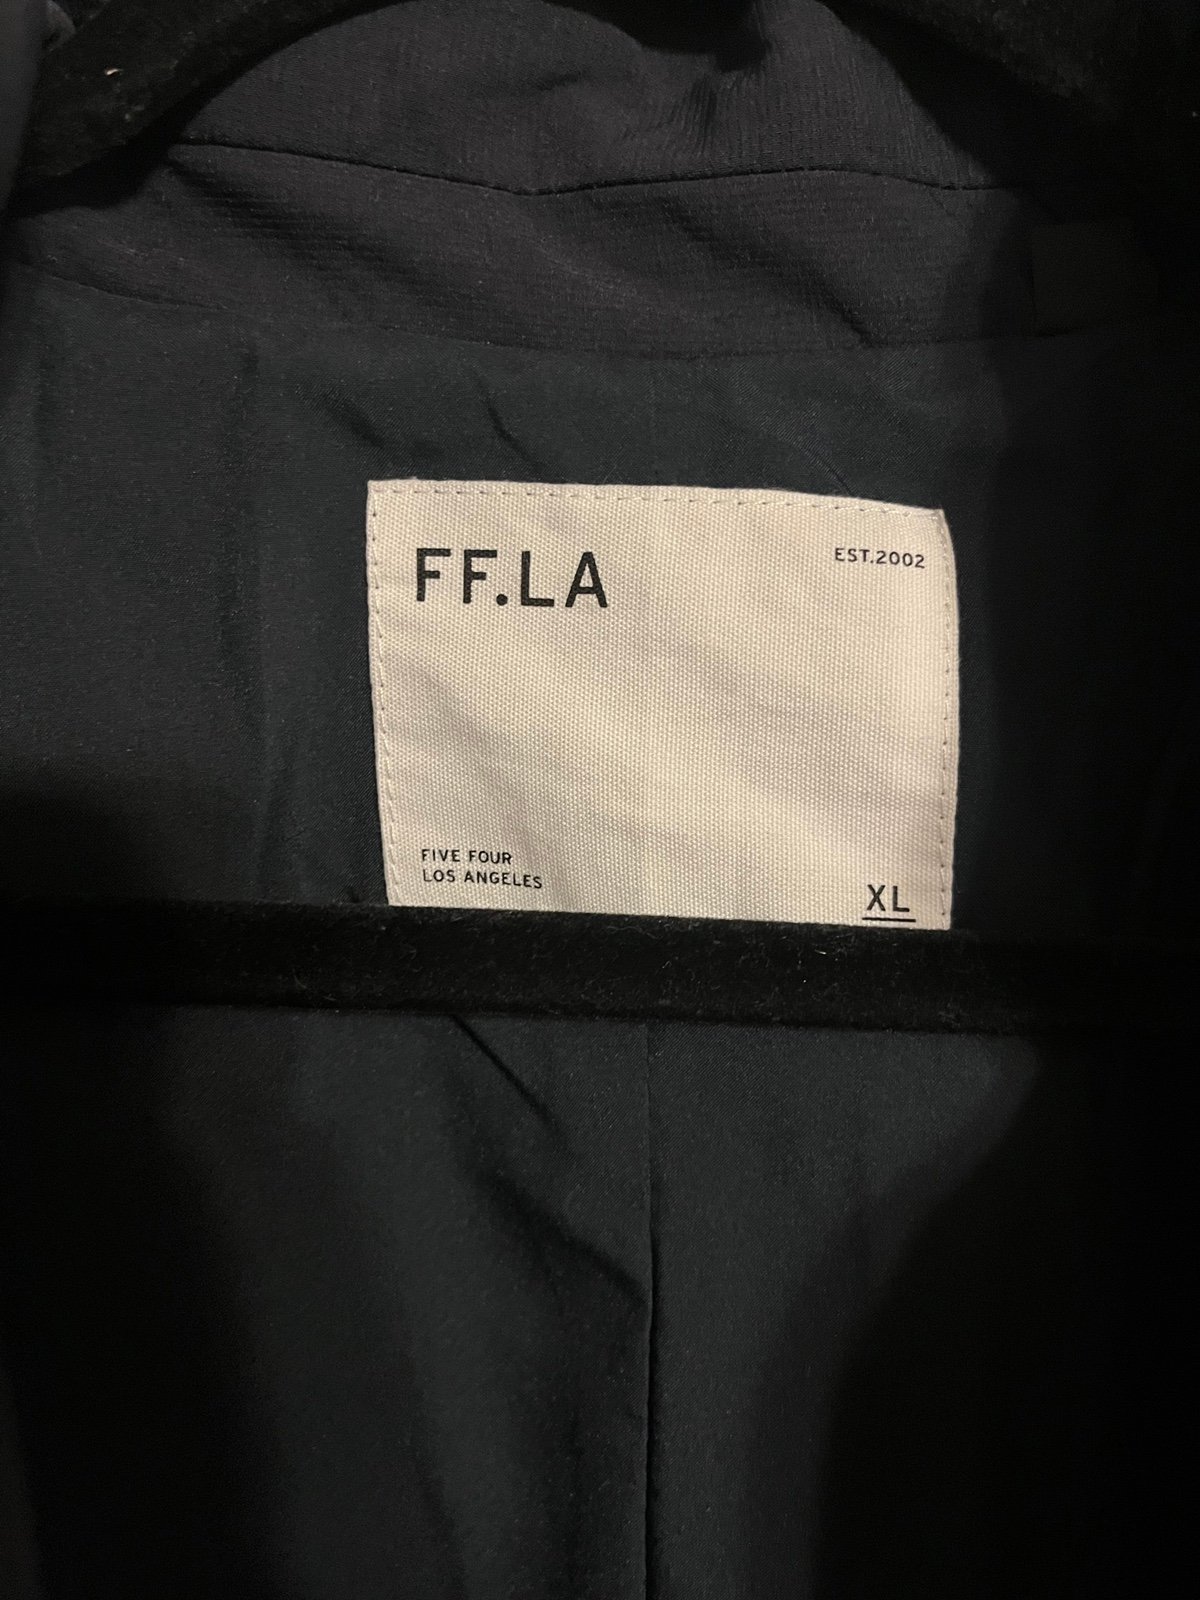 FF.LA
EST.2002
FIVE FOUR
LOS ANGELES
XL